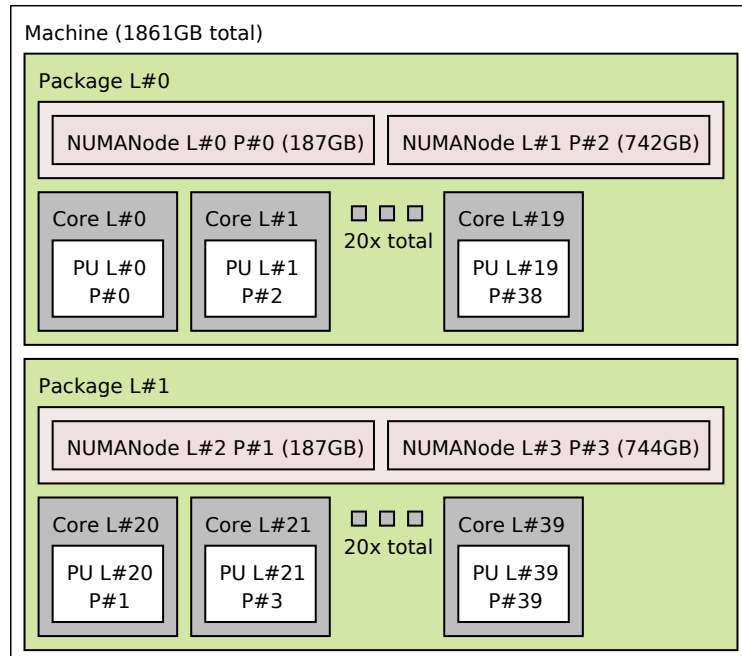 Machine (1861GB total)
Package L#0
NUMANode L#0 P#0 (187GB)
NUMANode L#1 P#2 (742GB)
Core L#0
Core L#1
20x total
Core L#19
PU L#0
P#0
PU L#1
P#2
PU L#19
P#38
Package L#1
NUMANode L#2 P#1 (187GB)
NUMANode L#3 P#3 (744GB)
Core L#20
Core L#21
20x total
Core L#39
PU L#20
P#1
PU L#21
P#3
PU L#39
P#39